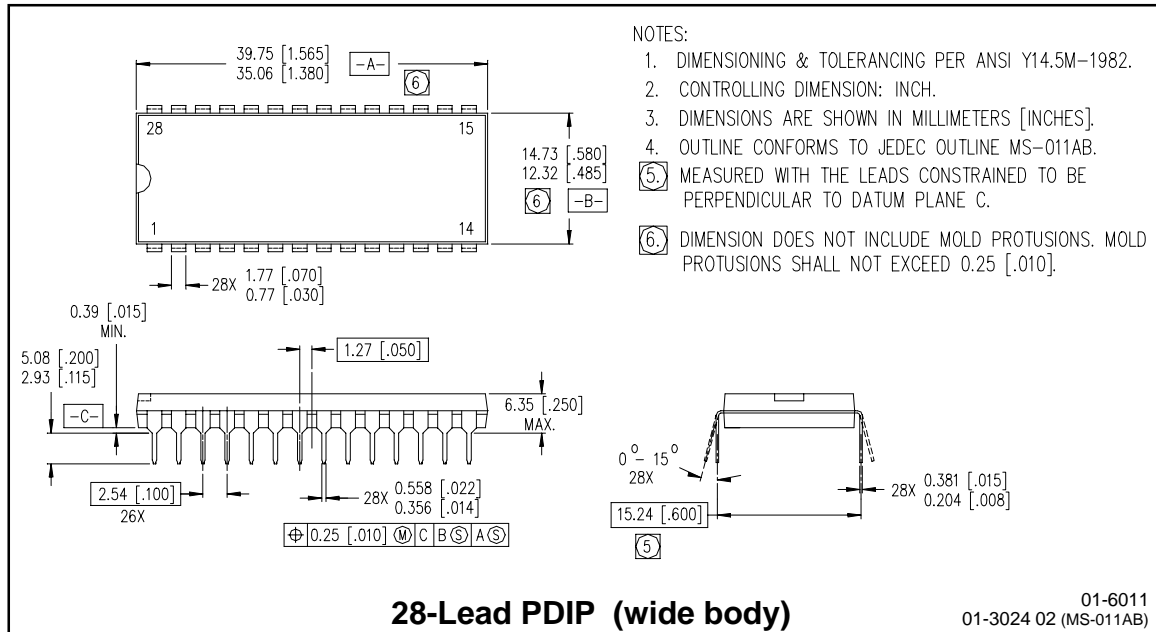 39.75 [1.565]
35.06 [1.380]
-A-
6
28
15
1
14
14.73 [.580]
12.32 [.485]
6
-B-
28X 1.77 [.070]
0.77 [.030]
NOTES:
1. DIMENSIONING & TOLERANCING PER ANSI Y14.5M-1982.
2. CONTROLLING DIMENSION: INCH.
3. DIMENSIONS ARE SHOWN IN MILLIMETERS [INCHES].
4. OUTLINE CONFORMS TO JEDEC OUTLINE MS-011AB.
5. MEASURED WITH THE LEADS CONSTRAINED TO BE
PERPENDICULAR TO DATUM PLANE C.
6. DIMENSION DOES NOT INCLUDE MOLD PROTUSIONS. MOLD
PROTUSIONS SHALL NOT EXCEED 0.25 [.010].
0.39 [.015]
MIN.
5.08 [.200]
2.93 [.115]
-C-
1.27 [.050]
6.35 [.250]
MAX.
2.54 [.100]
26X
28X 0.558 [.022]
0.356 [.014]
⌖ 0.25 [.010] Ⓜ C B Ⓢ A Ⓢ
0° - 15°
28X
15.24 [.600]
5
28X 0.381 [.015]
0.204 [.008]
28-Lead PDIP (wide body)
01-6011
01-3024 02 (MS-011AB)